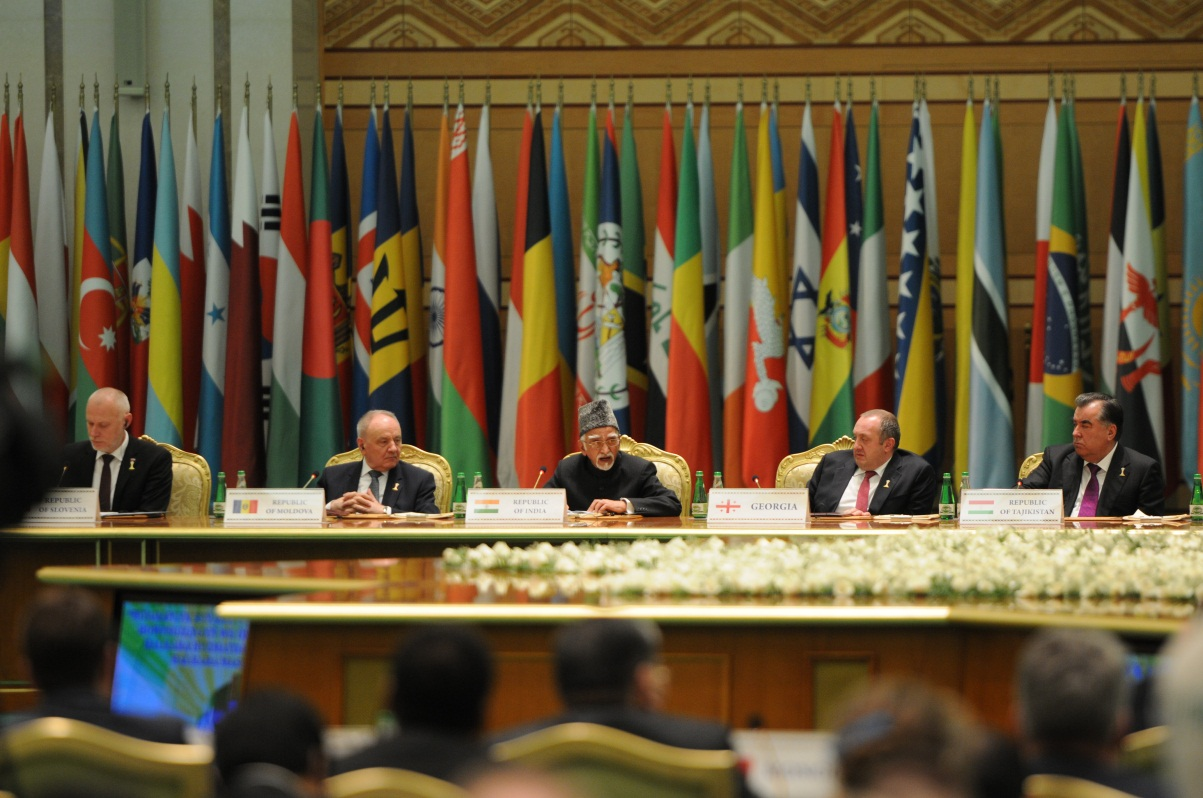 REPUBLIC
OF SLOVENIA
REPUBLIC
OF MOLDOVA
REPUBLIC
OF INDIA
GEORGIA
REPUBLIC
OF TAJIKISTAN